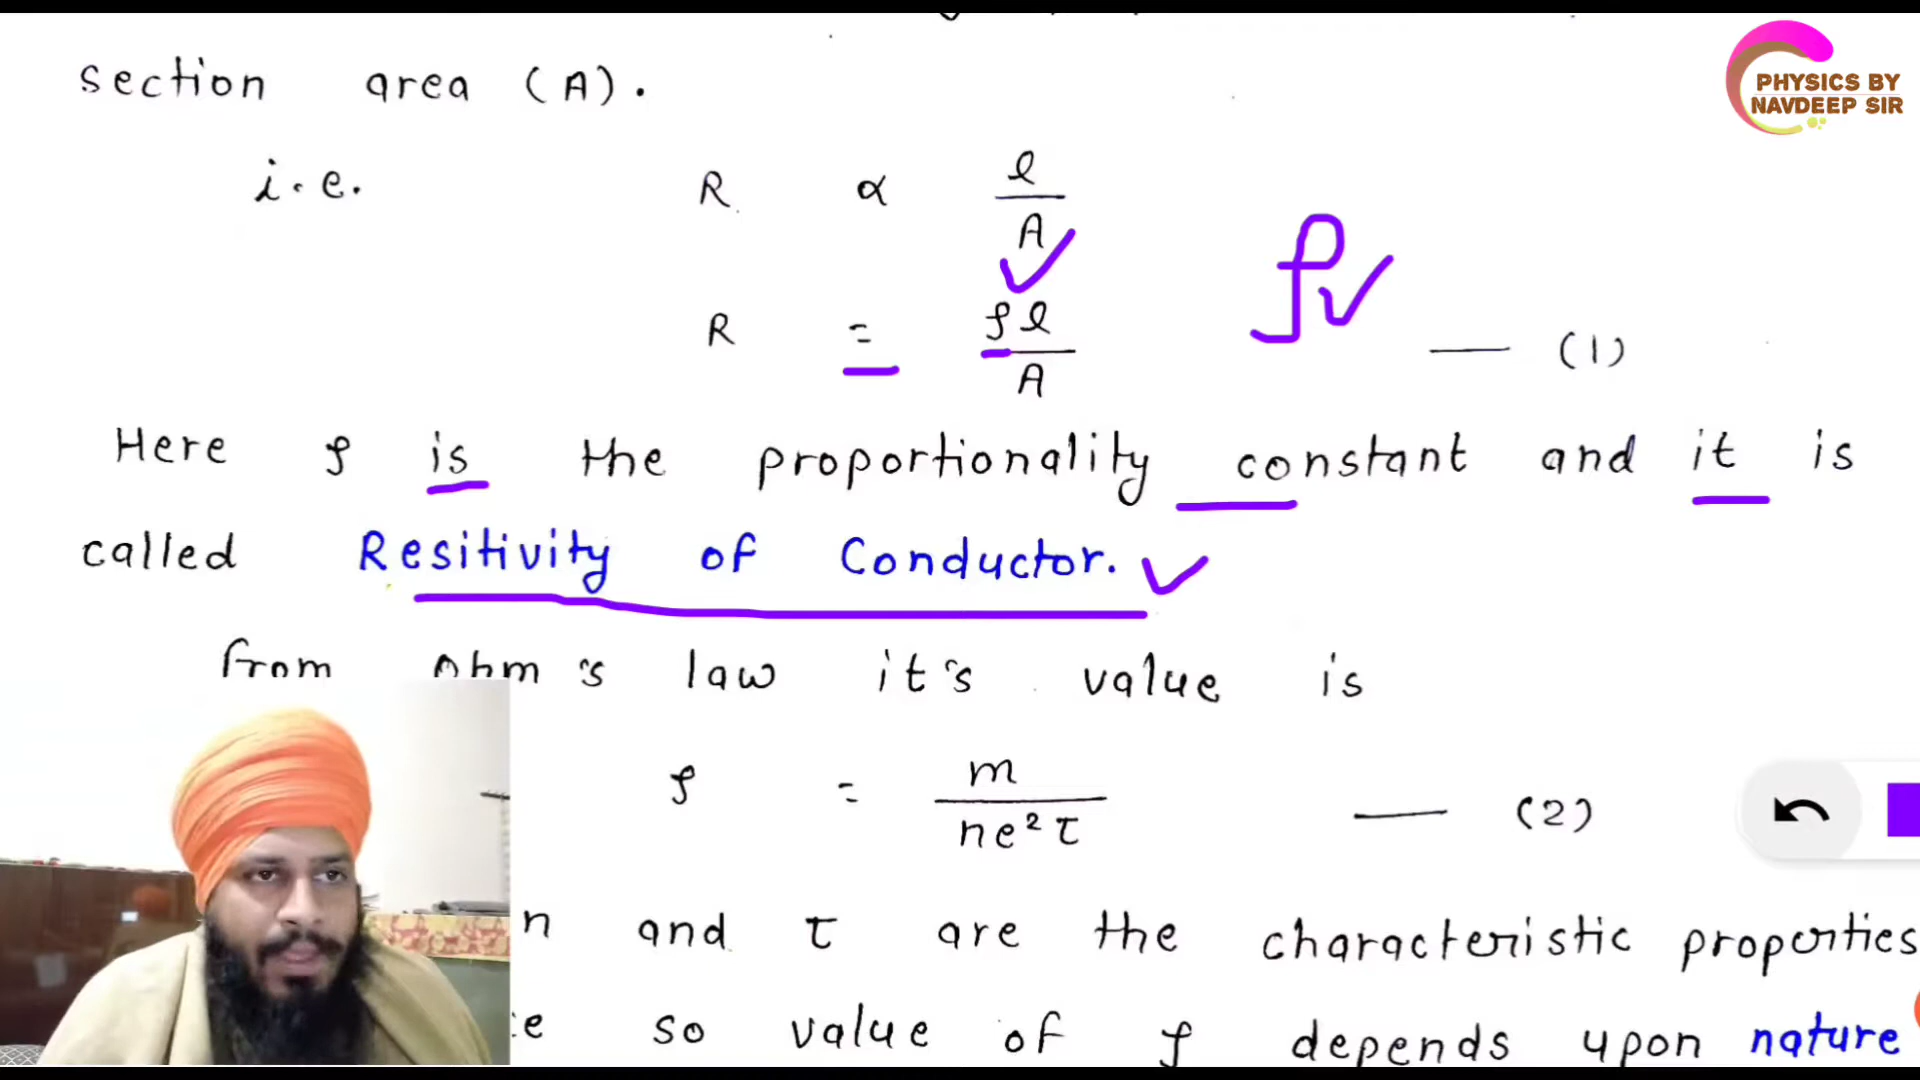 section area (A).
PHYSICS BY
NAVDEEP SIR
i.e. R ∝ l/A
R = ρl/A — (1)
ρ
Here ρ is the proportionality constant and it is
called Resitivity of Conductor.
from ohm's law it's value is
ρ = m/ne²τ — (2)
n and τ are the characteristic properties
so value of ρ depends upon nature